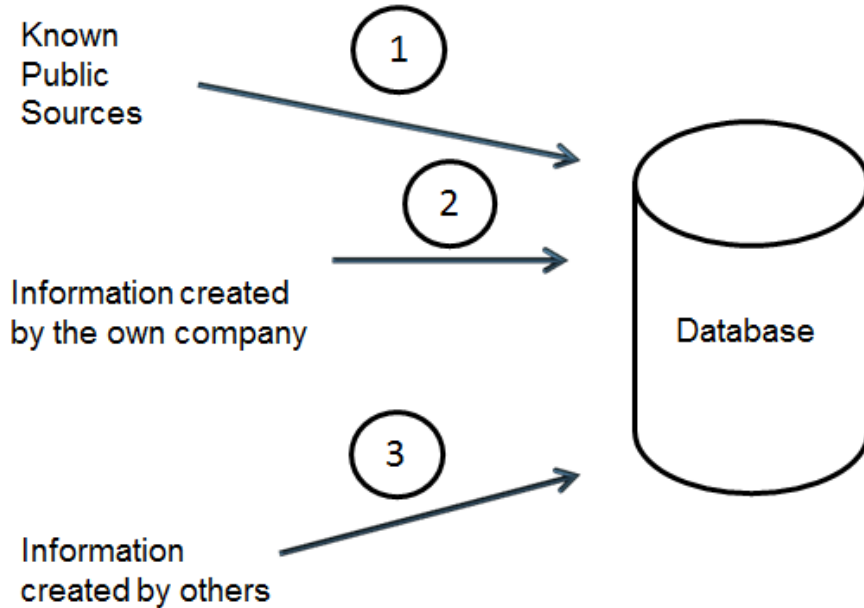 Known
Public
Sources
1
2
Information created
by the own company
Database
3
Information
created by others